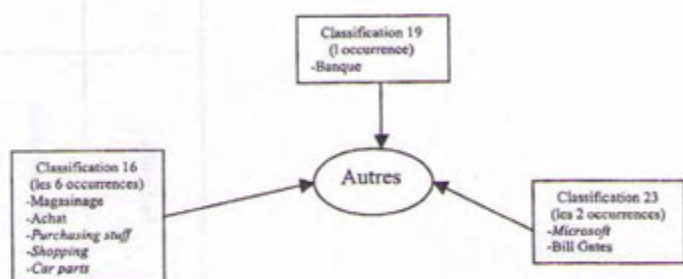 Classification 19
(1 occurrence)
-Banque
Classification 16
(les 6 occurrences)
-Magasinage
-Achat
-Purchasing stuff
-Shopping
-Car parts
Autres
Classification 23
(les 2 occurrences)
-Microsoft
-Bill Gates